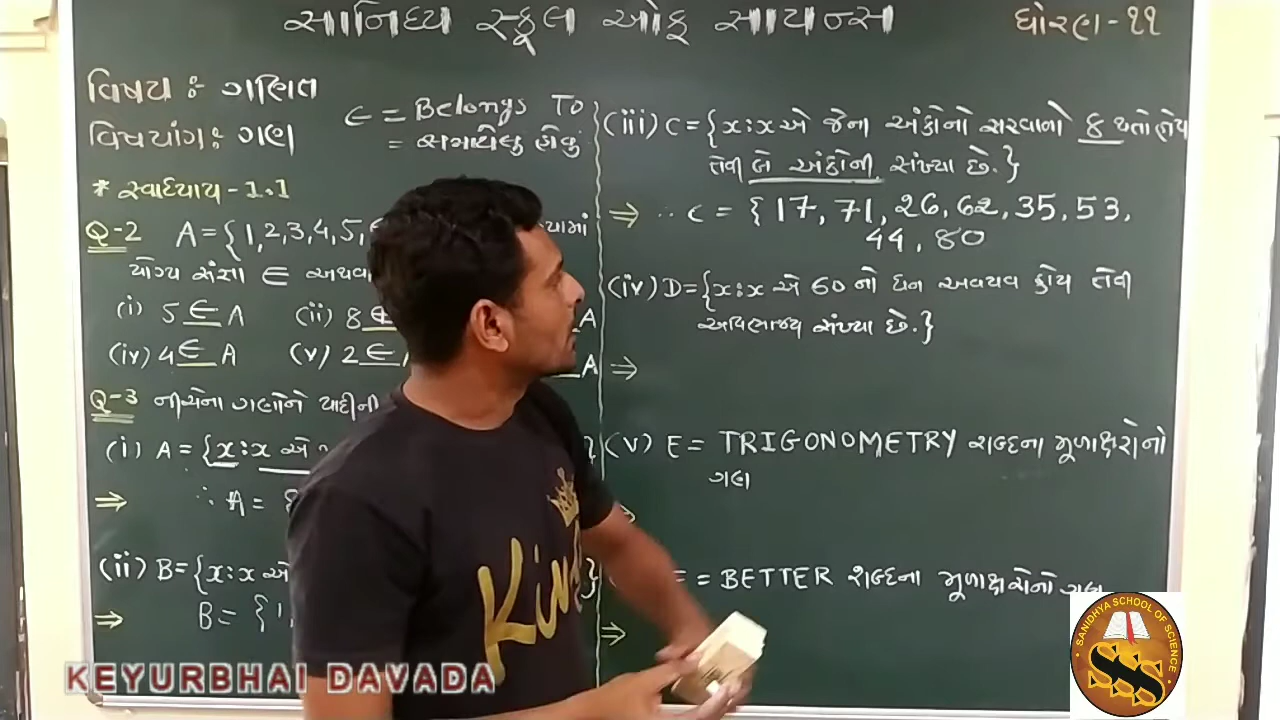 સાનિધ્ય સ્કૂલ ઓફ સાયન્સ
ધોરણ-૧૧
વિષય : ગણિત
વિષયાંગ: ગણ
∈ = Belongs To
= સમાયેલું હોવું
* સ્વાધ્યાય-1.1
Q-2 A={1,2,3,4,5,
યોગ્ય સંજ્ઞા ∈ અથવા
(i) 5 ∈ A (ii) 8 A
(iv) 4 ∈ A (v) 2 ∈ A
Q-3 નીચેના ગણોને યાદીની
(i) A = {x:x એ }
⇒ ∴ A =
(ii) B={x:x એ }
⇒ B = {
(iii) C={x:x એ જેના અંકોનો સરવાળો 8 થતો હોય
તેવી બે અંકોની સંખ્યા છે.}
⇒ ∴ C = {17, 71, 26, 62, 35, 53,
44, 80
(iv) D={x:x એ 60 નો ધન અવયવ હોય તેવી
અવિભાજ્ય સંખ્યા છે.}
⇒
(v) E = TRIGONOMETRY શબ્દના મૂળાક્ષરોનો
ગણ
= BETTER શબ્દના મૂળાક્ષરોનો ગણ
⇒
KING
KEYURBHAI DAVADA
SANIDHYA SCHOOL OF SCIENCE
SSS